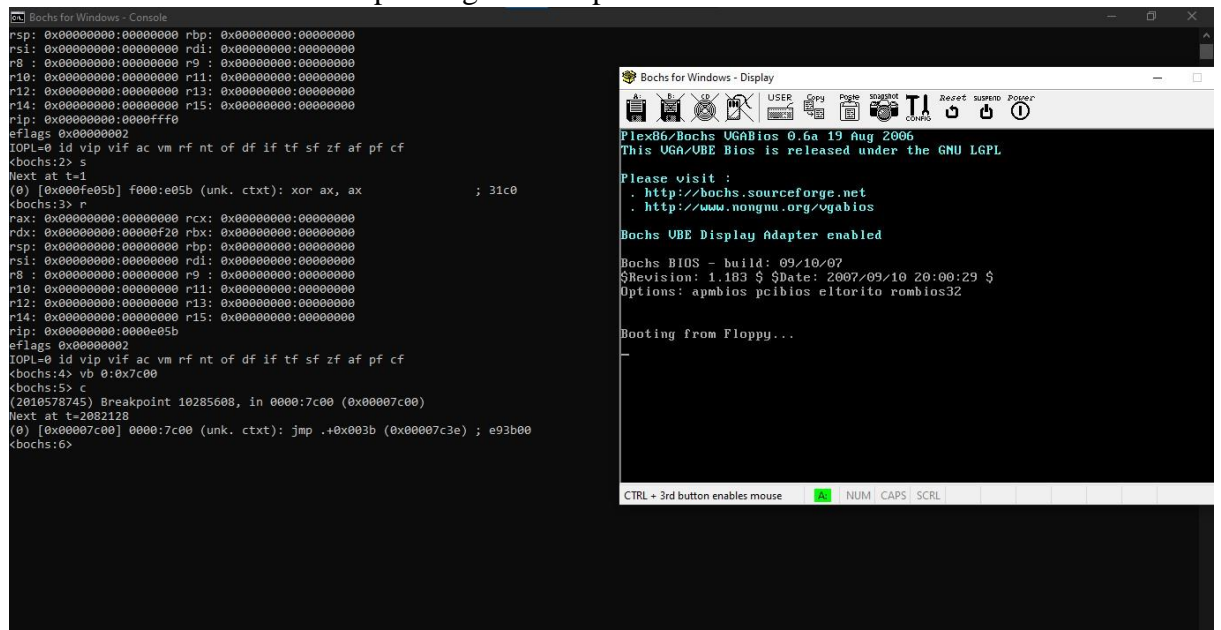 Bochs for Windows - Console
rsp: 0x00000000:00000000 rbp: 0x00000000:00000000
rsi: 0x00000000:00000000 rdi: 0x00000000:00000000
r8 : 0x00000000:00000000 r9 : 0x00000000:00000000
r10: 0x00000000:00000000 r11: 0x00000000:00000000
r12: 0x00000000:00000000 r13: 0x00000000:00000000
r14: 0x00000000:00000000 r15: 0x00000000:00000000
rip: 0x00000000:0000fff0
eflags 0x00000002
IOPL=0 id vip vif ac vm rf nt of df if tf sf zf af pf cf
<bochs:2> s
Next at t=1
(0) [0x000fe05b] f000:e05b (unk. ctxt): xor ax, ax ; 31c0
<bochs:3> r
rax: 0x00000000:00000000 rcx: 0x00000000:00000000
rdx: 0x00000000:00000f20 rbx: 0x00000000:00000000
rsp: 0x00000000:00000000 rbp: 0x00000000:00000000
rsi: 0x00000000:00000000 rdi: 0x00000000:00000000
r8 : 0x00000000:00000000 r9 : 0x00000000:00000000
r10: 0x00000000:00000000 r11: 0x00000000:00000000
r12: 0x00000000:00000000 r13: 0x00000000:00000000
r14: 0x00000000:00000000 r15: 0x00000000:00000000
rip: 0x00000000:0000e05b
eflags 0x00000002
IOPL=0 id vip vif ac vm rf nt of df if tf sf zf af pf cf
<bochs:4> vb 0:0x7c00
<bochs:5> c
(2010578745) Breakpoint 10285608, in 0000:7c00 (0x00007c00)
Next at t=2082128
(0) [0x00007c00] 0000:7c00 (unk. ctxt): jmp .+0x003b (0x00007c3e) ; e93b00
<bochs:6>
Bochs for Windows - Display
A: B: CD USER Copy Paste snapshot CONFIG Reset SUSPEND Power
Plex86/Bochs VGABios 0.6a 19 Aug 2006
This VGA/VBE Bios is released under the GNU LGPL
Please visit :
. http://bochs.sourceforge.net
. http://www.nongnu.org/vgabios
Bochs VBE Display Adapter enabled
Bochs BIOS - build: 09/10/07
$Revision: 1.183 $ $Date: 2007/09/10 20:00:29 $
Options: apmbios pcibios eltorito rombios32
Booting from Floppy...
CTRL + 3rd button enables mouse A: NUM CAPS SCRL